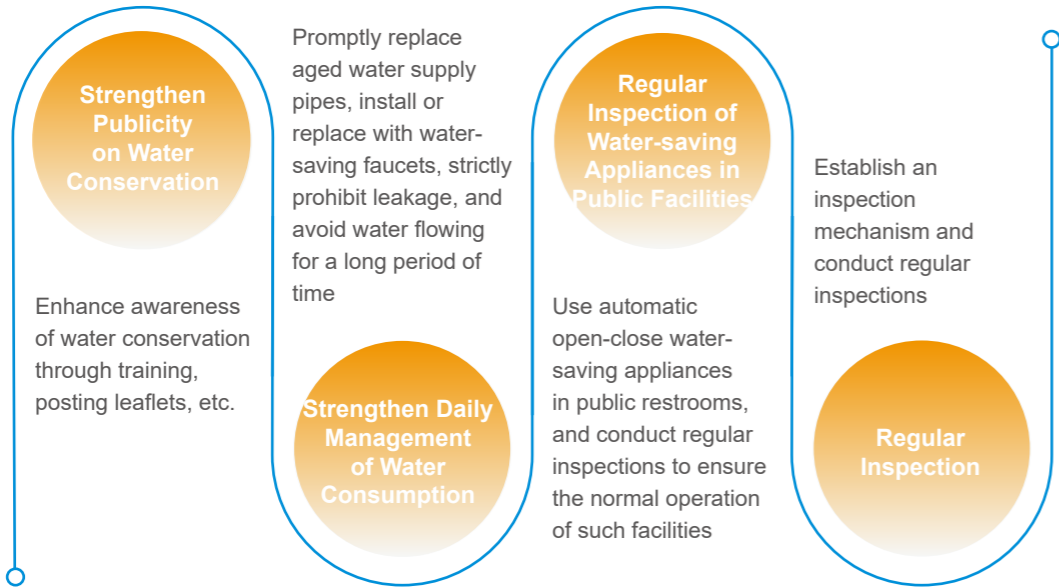 Strengthen
Publicity
on Water
Conservation
Enhance awareness
of water conservation
through training,
posting leaflets, etc.
Promptly replace
aged water supply
pipes, install or
replace with water-
saving faucets, strictly
prohibit leakage, and
avoid water flowing
for a long period of
time
Strengthen Daily
Management
of Water
Consumption
Regular
Inspection of
Water-saving
Appliances in
Public Facilities
Use automatic
open-close water-
saving appliances
in public restrooms,
and conduct regular
inspections to ensure
the normal operation
of such facilities
Establish an
inspection
mechanism and
conduct regular
inspections
Regular
Inspection